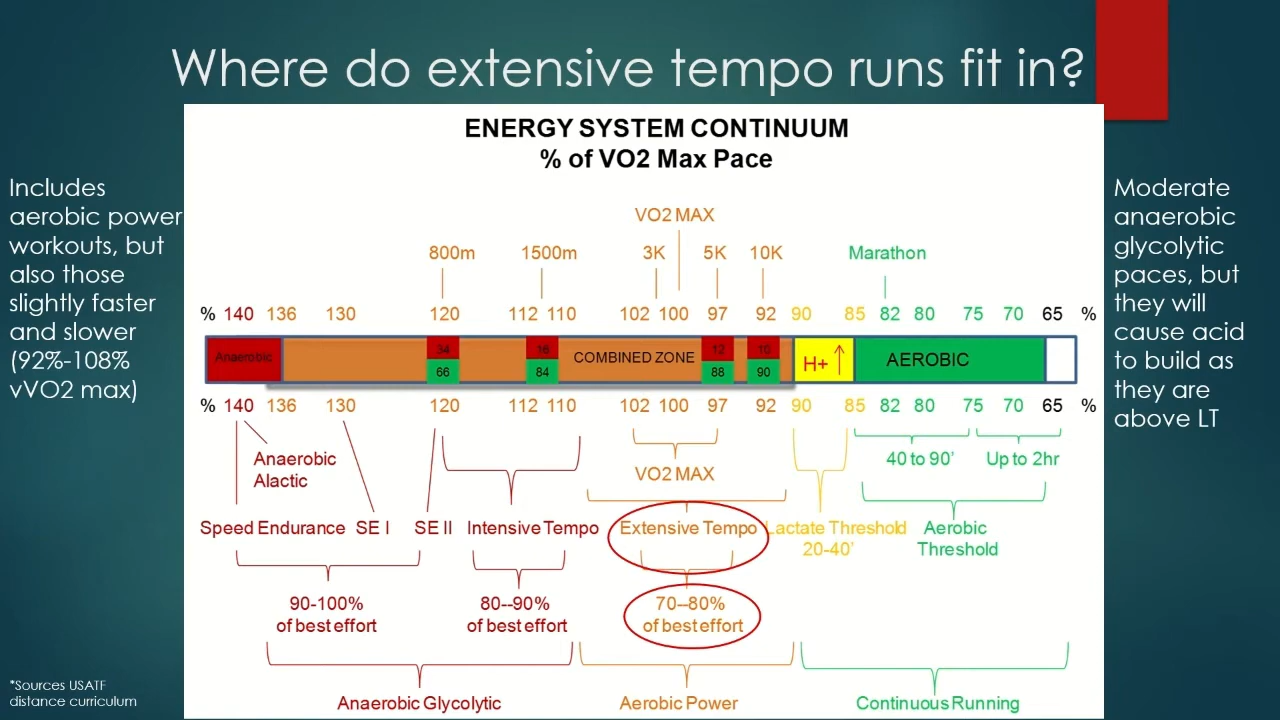 Where do extensive tempo runs fit in?
Includes
aerobic power
workouts, but
also those
slightly faster
and slower
(92%-108%
vVO2 max)
ENERGY SYSTEM CONTINUUM
% of VO2 Max Pace
VO2 MAX
800m 1500m 3K 5K 10K Marathon
% 140 136 130 120 112 110 102 100 97 92 90 85 82 80 75 70 65 %
Anaerobic 34 16 COMBINED ZONE 12 10 H+ ↑ AEROBIC
66 84 88 90
% 140 136 130 120 112 110 102 100 97 92 90 85 82 80 75 70 65 %
Anaerobic
Alactic
VO2 MAX
40 to 90’ Up to 2hr
Speed Endurance SE I SE II Intensive Tempo Extensive Tempo Lactate Threshold
20-40’
Aerobic
Threshold
90-100%
of best effort
80--90%
of best effort
70--80%
of best effort
Anaerobic Glycolytic Aerobic Power Continuous Running
Moderate
anaerobic
glycolytic
paces, but
they will
cause acid
to build as
they are
above LT
*Sources USATF
distance curriculum